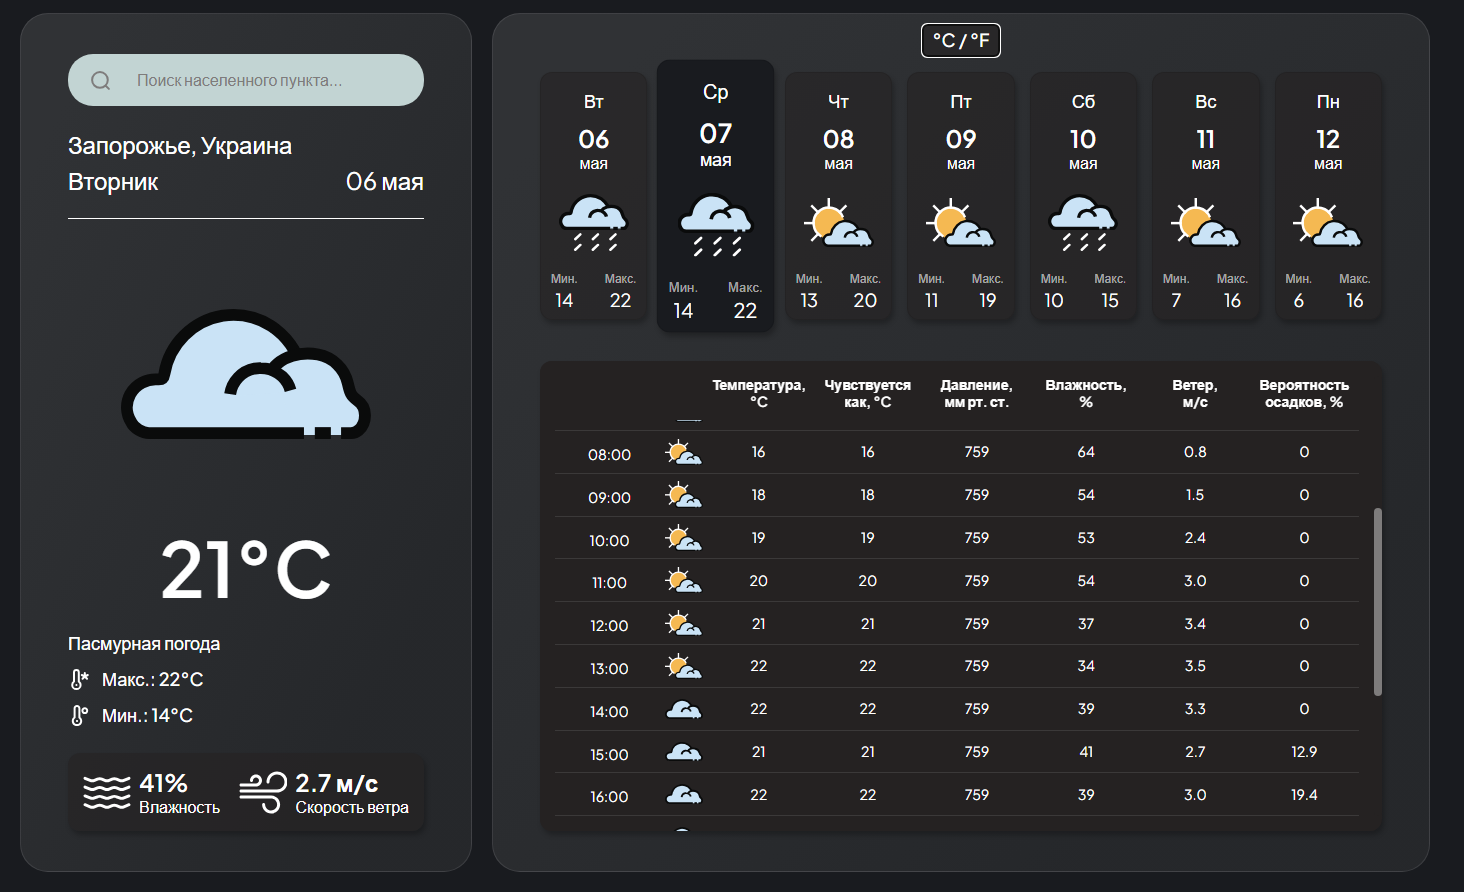 Поиск населенного пункта...
Запорожье, Украина
Вторник 06 мая
21°C
Пасмурная погода
Макс.: 22°C
Мин.: 14°C
41%
Влажность
2.7 м/с
Скорость ветра
°C / °F
Вт
06
мая
Мин. Макс.
14 22
Ср
07
мая
Мин. Макс.
14 22
Чт
08
мая
Мин. Макс.
13 20
Пт
09
мая
Мин. Макс.
11 19
Сб
10
мая
Мин. Макс.
10 15
Вс
11
мая
Мин. Макс.
7 16
Пн
12
мая
Мин. Макс.
6 16
Температура, Чувствуется Давление, Влажность, Ветер, Вероятность
°C как, °C мм рт. ст. % м/с осадков, %
08:00 16 16 759 64 0.8 0
09:00 18 18 759 54 1.5 0
10:00 19 19 759 53 2.4 0
11:00 20 20 759 54 3.0 0
12:00 21 21 759 37 3.4 0
13:00 22 22 759 34 3.5 0
14:00 22 22 759 39 3.3 0
15:00 21 21 759 41 2.7 12.9
16:00 22 22 759 39 3.0 19.4